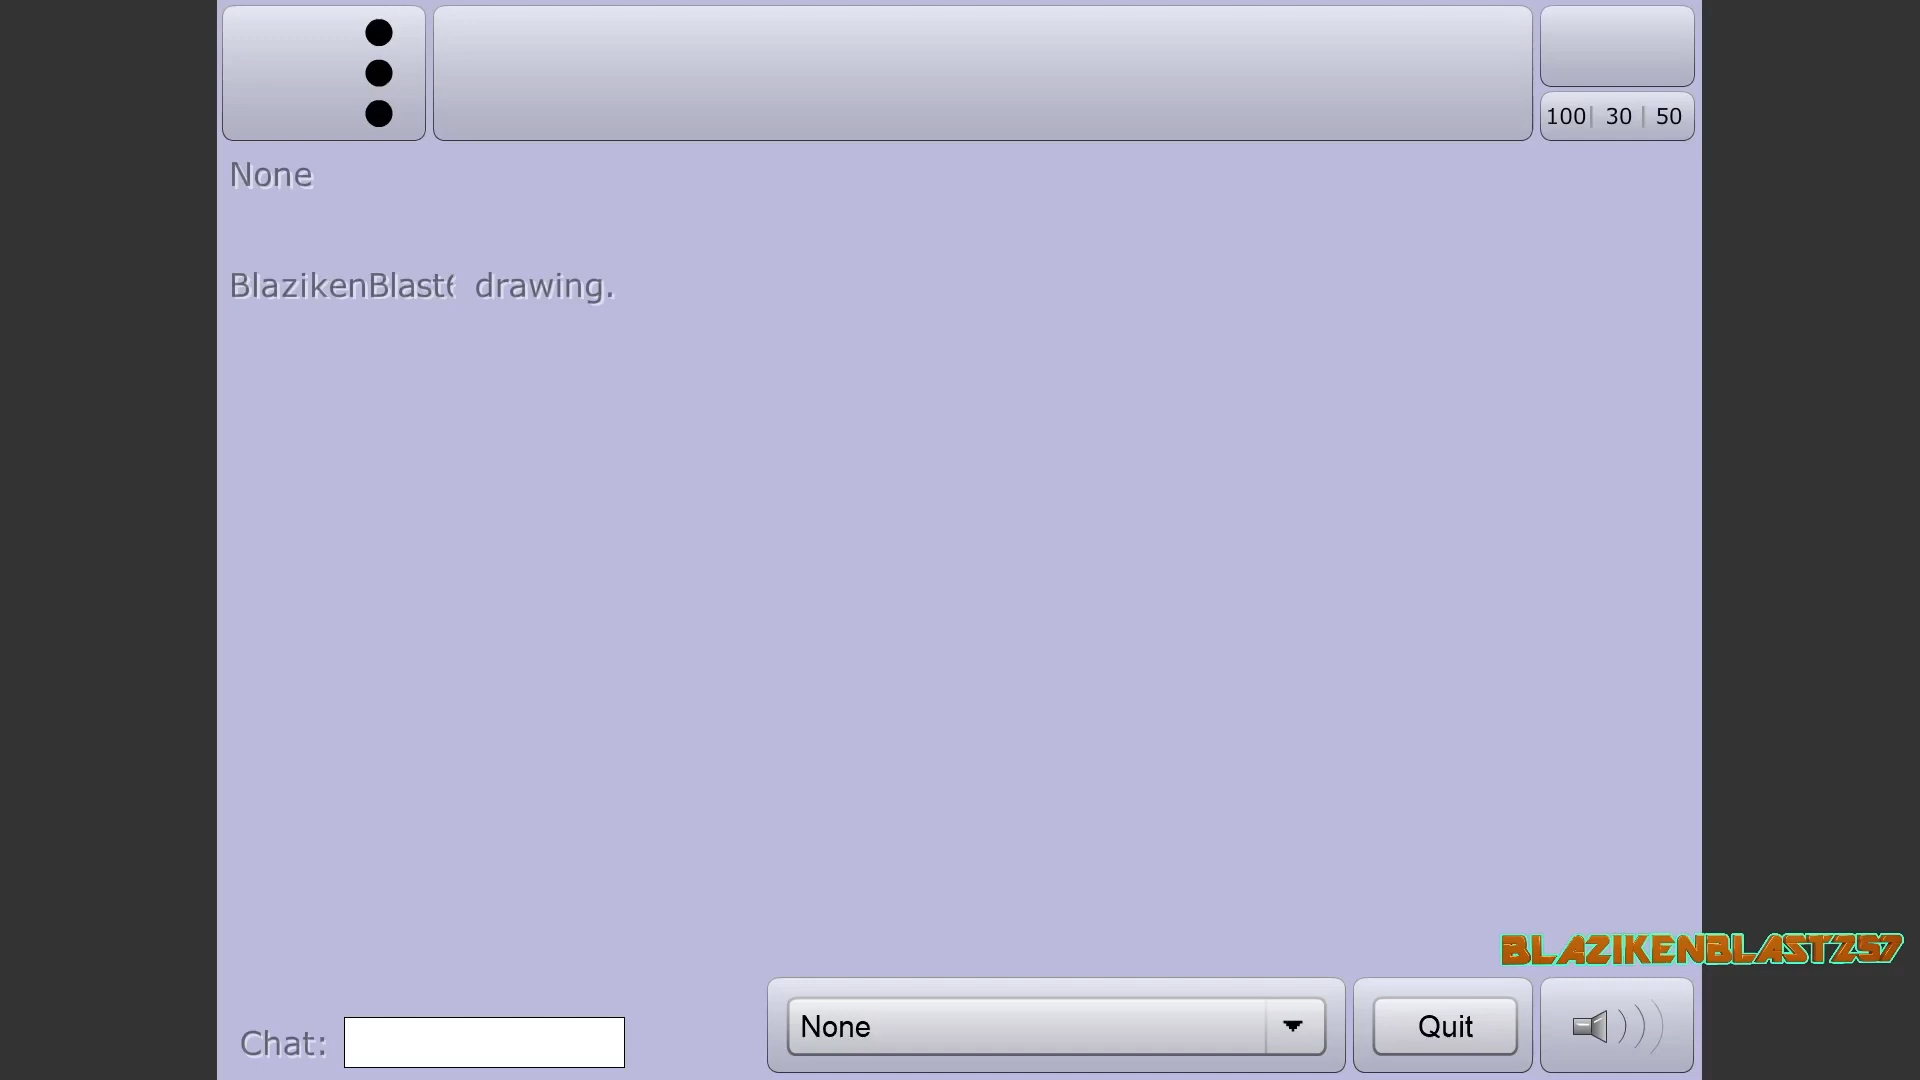 100 | 30 | 50
None
BlazikenBlast drawing.
BLAZIKENBLAST257
Chat:
None
Quit